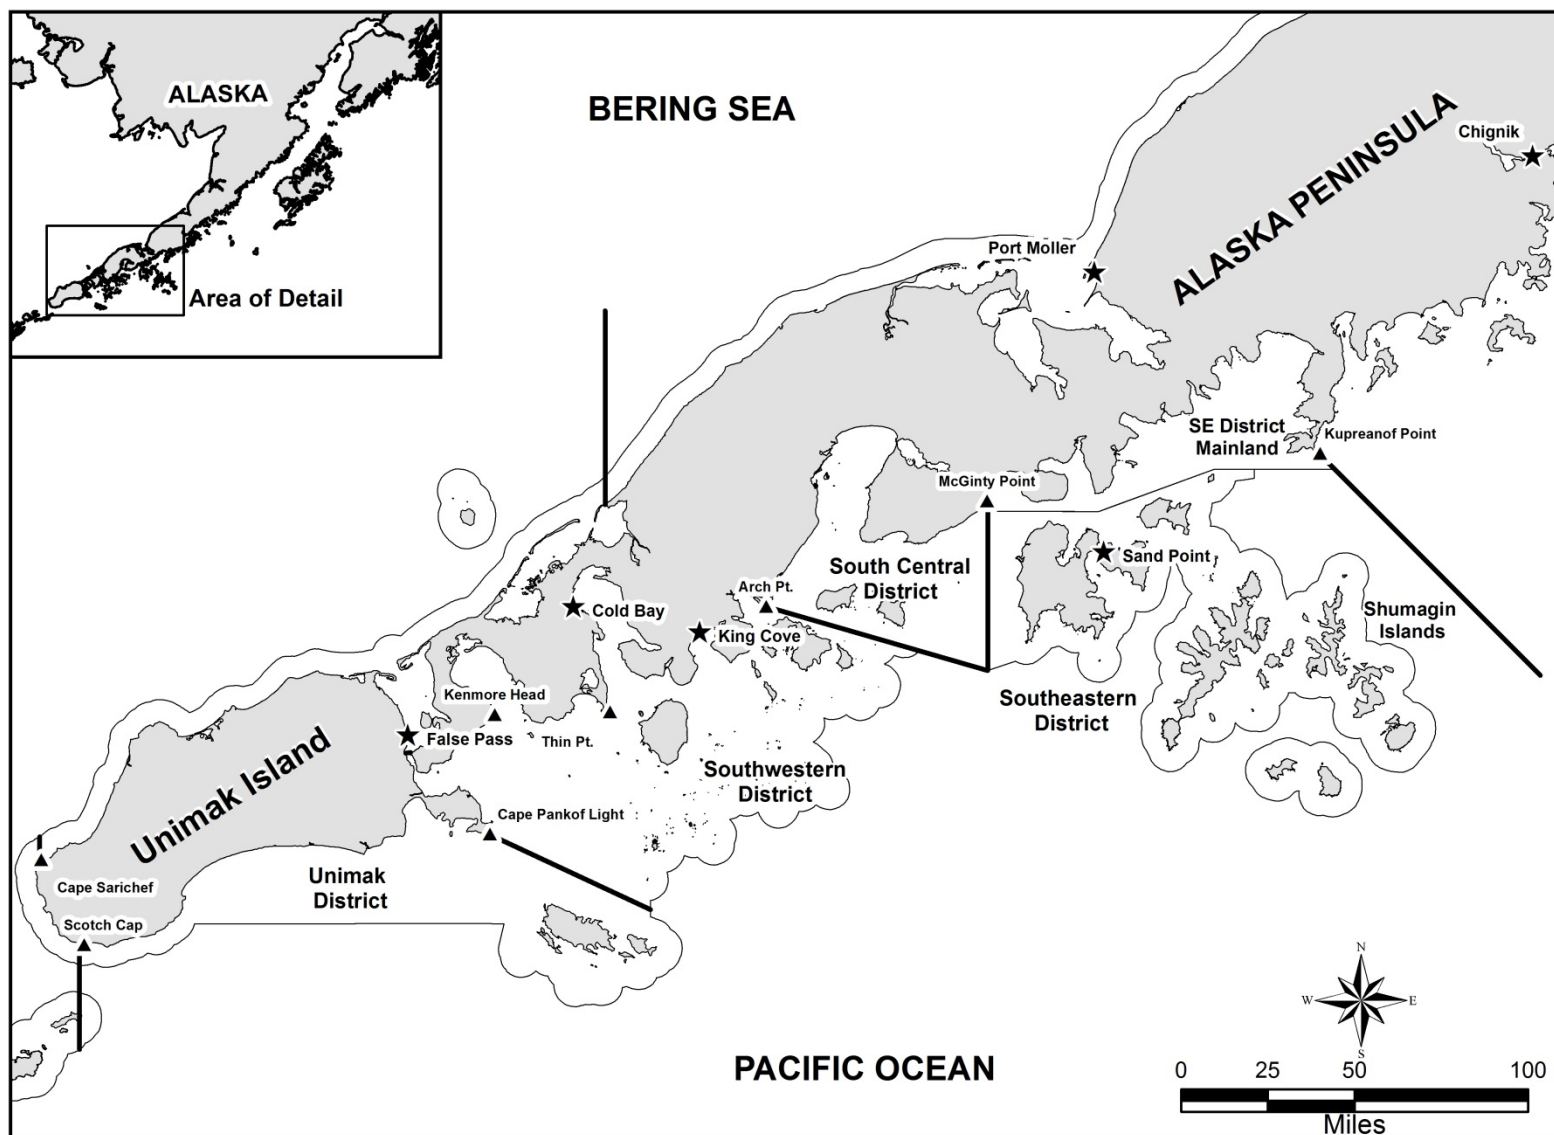 ALASKA
Area of Detail
BERING SEA
ALASKA PENINSULA
Chignik
Port Moller
SE District
Mainland
Kupreanof Point
McGinty Point
Sand Point
South Central
District
Arch Pt.
Cold Bay
King Cove
Shumagin
Islands
Kenmore Head
Southeastern
District
False Pass
Thin Pt.
Unimak Island
Southwestern
District
Cape Pankof Light
Cape Sarichef
Unimak
District
Scotch Cap
PACIFIC OCEAN
N
W
E
S
0
25
50
100
Miles